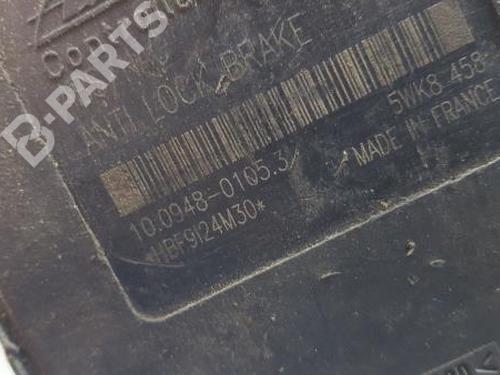 B-PARTS
ANTI LOCK BRAKE
5WK8 458
10.0948-0105.3
MADE IN FRANCE
*HBF9124M30*